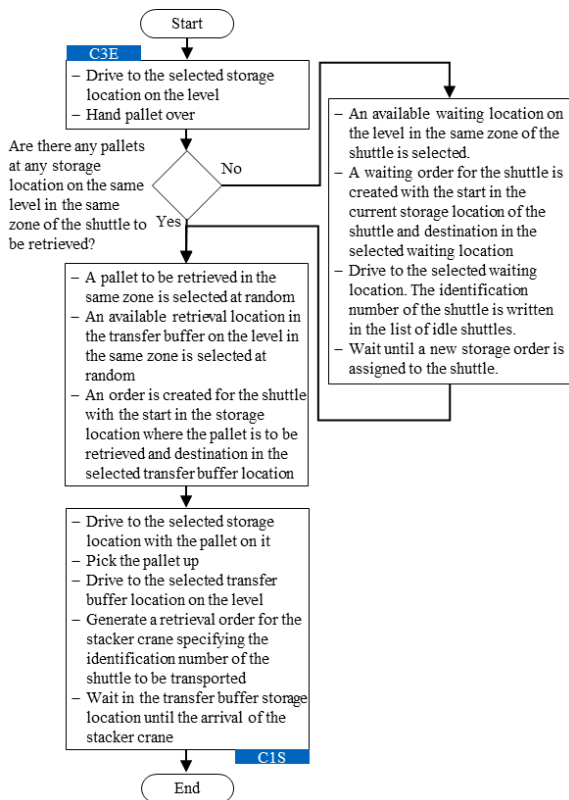 Start
C3E
– Drive to the selected storage
location on the level
– Hand pallet over
Are there any pallets
at any storage
location on the same
level in the same
zone of the shuttle to
be retrieved?
No
Yes
– An available waiting location on
the level in the same zone of the
shuttle is selected.
– A waiting order for the shuttle is
created with the start in the
current storage location of the
shuttle and destination in the
selected waiting location
– Drive to the selected waiting
location. The identification
number of the shuttle is written
in the list of idle shuttles.
– Wait until a new storage order is
assigned to the shuttle.
– A pallet to be retrieved in the
same zone is selected at random
– An available retrieval location in
the transfer buffer on the level in
the same zone is selected at
random
– An order is created for the shuttle
with the start in the storage
location where the pallet is to be
retrieved and destination in the
selected transfer buffer location
– Drive to the selected storage
location with the pallet on it
– Pick the pallet up
– Drive to the selected transfer
buffer location on the level
– Generate a retrieval order for the
stacker crane specifying the
identification number of the
shuttle to be transported
– Wait in the transfer buffer storage
location until the arrival of the
stacker crane
C1S
End